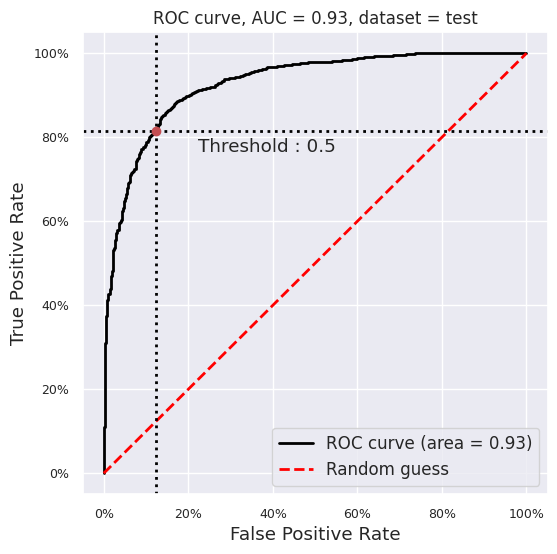 ROC curve, AUC = 0.93, dataset = test
100%
80%
60%
40%
20%
0%
True Positive Rate
Threshold : 0.5
ROC curve (area = 0.93)
Random guess
0% 20% 40% 60% 80% 100%
False Positive Rate